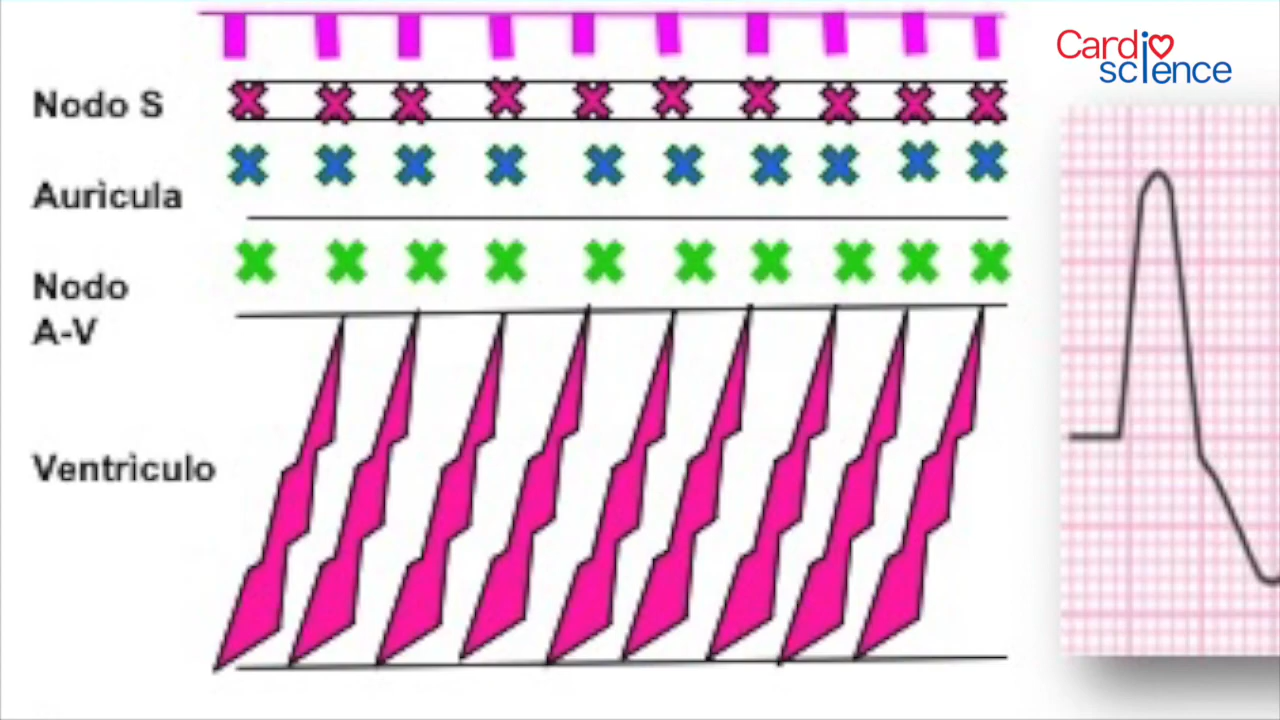 Cardio
science
Nodo S
Auricula
Nodo
A-V
Ventriculo